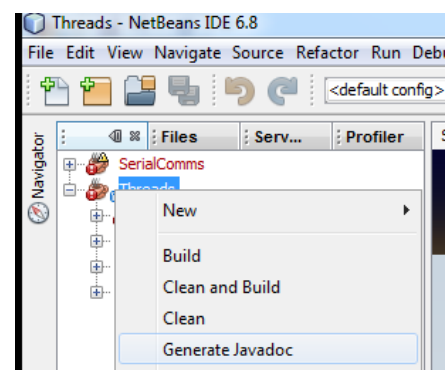 Threads - NetBeans IDE 6.8
File Edit View Navigate Source Refactor Run
<default config>
Files Serv... Profiler
Navigator
SerialComms
Threads
New
Build
Clean and Build
Clean
Generate Javadoc